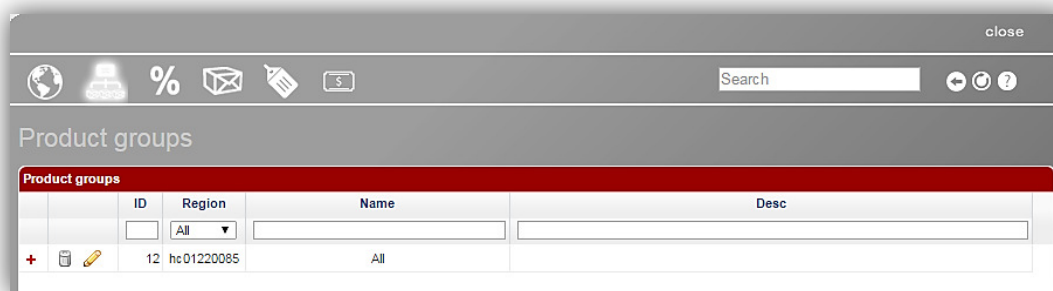 close
%
Search
Product groups
Product groups
ID Region Name Desc
All
12 hc01220085 All